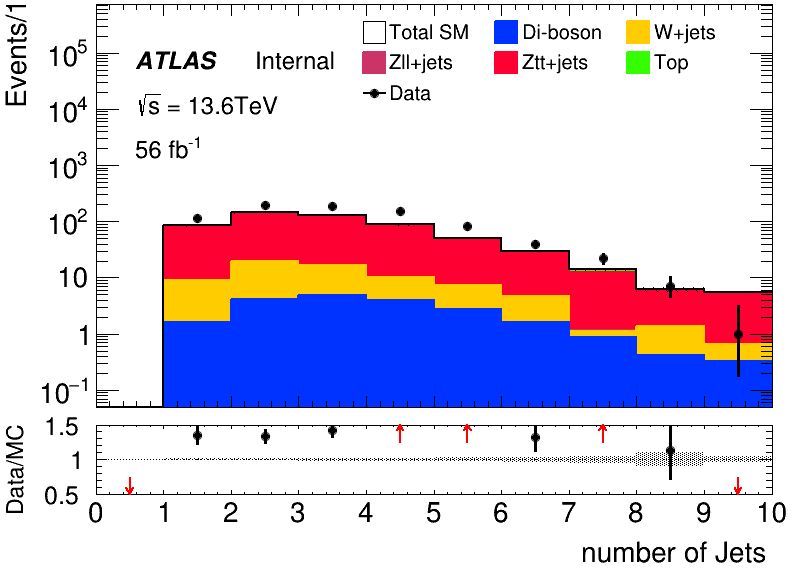 Events/1
10⁵
10⁴
10³
10²
10
1
10⁻¹
ATLAS Internal
√s = 13.6TeV
56 fb⁻¹
Total SM Di-boson W+jets
Zll+jets Ztt+jets Top
Data
Data/MC
1.5
1
0.5
0 1 2 3 4 5 6 7 8 9 10
number of Jets